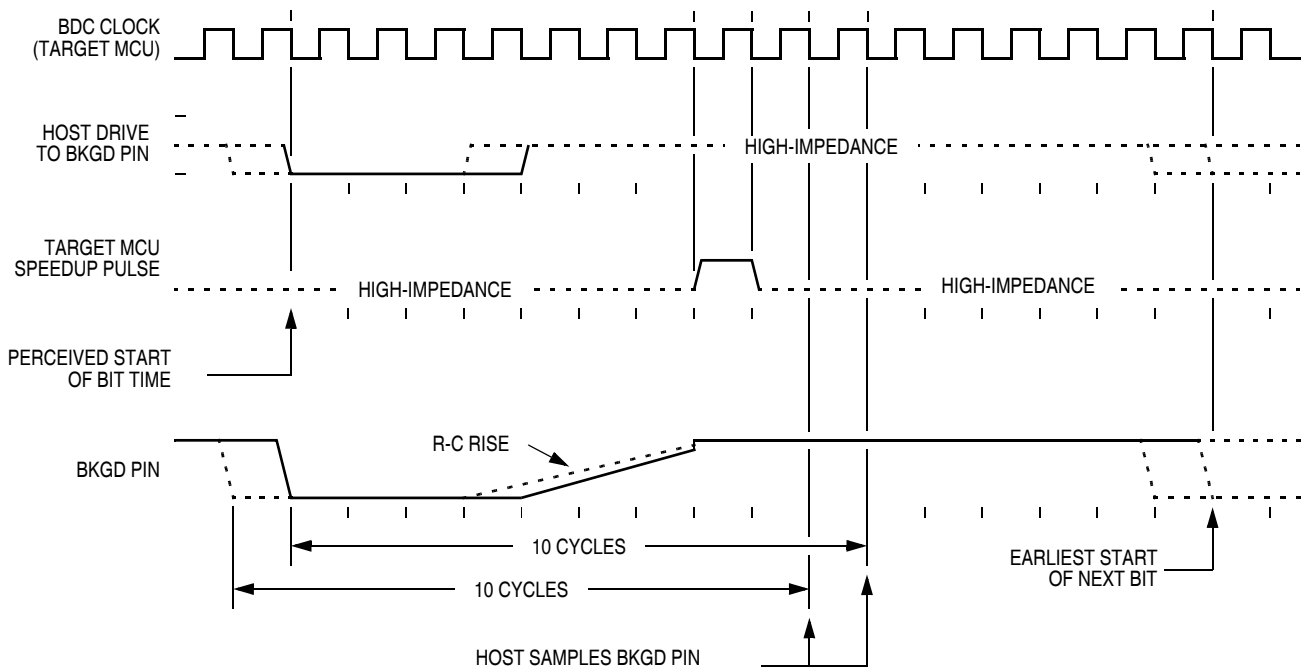 BDC CLOCK
(TARGET MCU)
HOST DRIVE
TO BKGD PIN
HIGH-IMPEDANCE
TARGET MCU
SPEEDUP PULSE
HIGH-IMPEDANCE
HIGH-IMPEDANCE
PERCEIVED START
OF BIT TIME
R-C RISE
BKGD PIN
10 CYCLES
EARLIEST START
OF NEXT BIT
10 CYCLES
HOST SAMPLES BKGD PIN